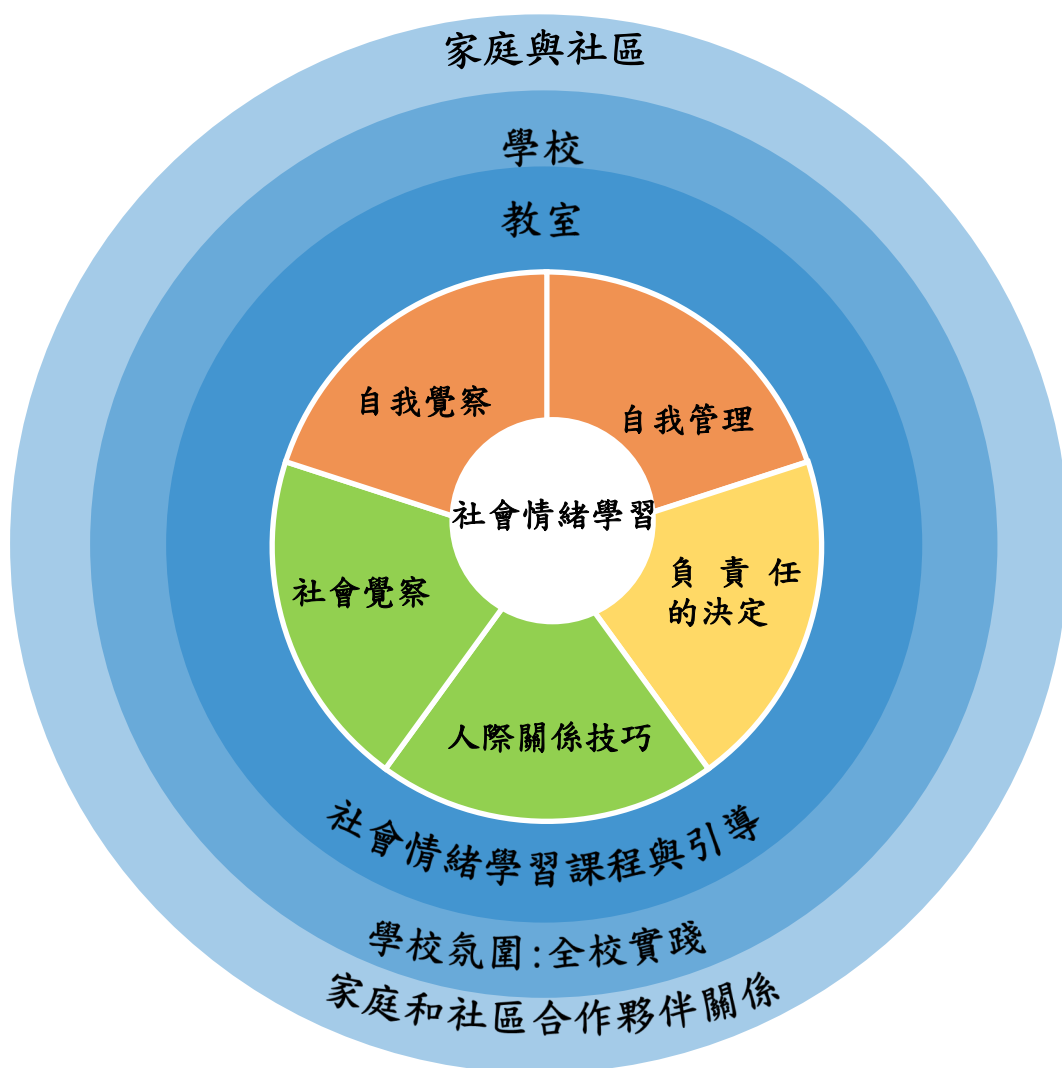 家庭與社區
學校
教室
自我覺察
自我管理
社會情緒學習
社會覺察
負責任
的決定
人際關係技巧
社會情緒學習課程與引導
學校氛圍:全校實踐
家庭和社區合作夥伴關係